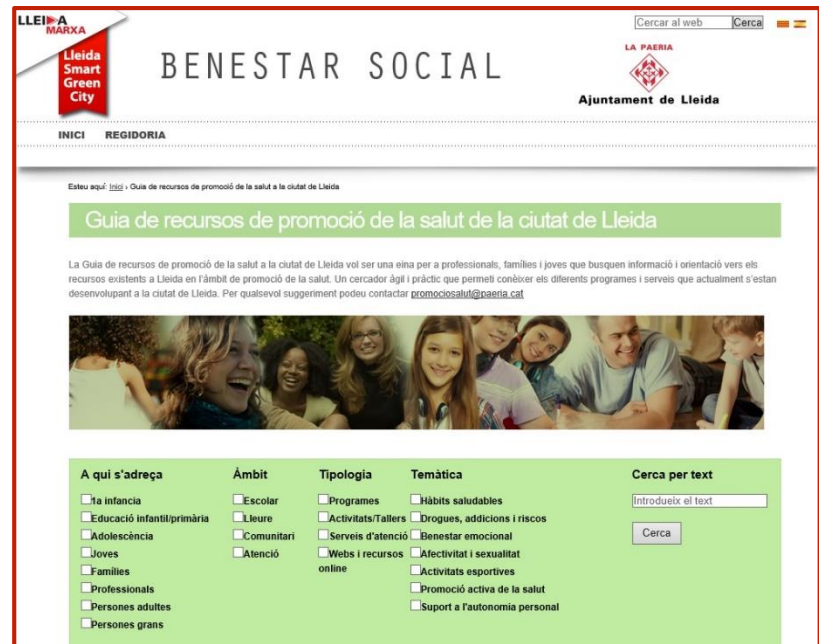 LLEIDA
MARXA
Cercar al web Cerca
Lleida
Smart
Green
City
BENESTAR SOCIAL
LA PAERIA
Ajuntament de Lleida
INICI REGIDORIA
Esteu aquí: Inici › Guia de recursos de promoció de la salut a la ciutat de Lleida
Guia de recursos de promoció de la salut de la ciutat de Lleida
La Guia de recursos de promoció de la salut a la ciutat de Lleida vol ser una eina per a professionals, famílies i joves que busquen informació i orientació vers els
recursos existents a Lleida en l'àmbit de promoció de la salut. Un cercador àgil i pràctic que permeti conèixer els diferents programes i serveis que actualment s'estan
desenvolupant a la ciutat de Lleida. Per qualsevol suggeriment podeu contactar promociosalut@paeria.cat
A qui s'adreça
1a infancia
Educació infantil/primària
Adolescència
Joves
Famílies
Professionals
Persones adultes
Persones grans
Àmbit
Escolar
Lleure
Comunitari
Atenció
Tipologia
Programes
Activitats/Tallers
Serveis d'atenció
Webs i recursos
online
Temàtica
Hàbits saludables
Drogues, addicions i riscos
Benestar emocional
Afectivitat i sexualitat
Activitats esportives
Promoció activa de la salut
Suport a l'autonomia personal
Cerca per text
Introdueix el text
Cerca